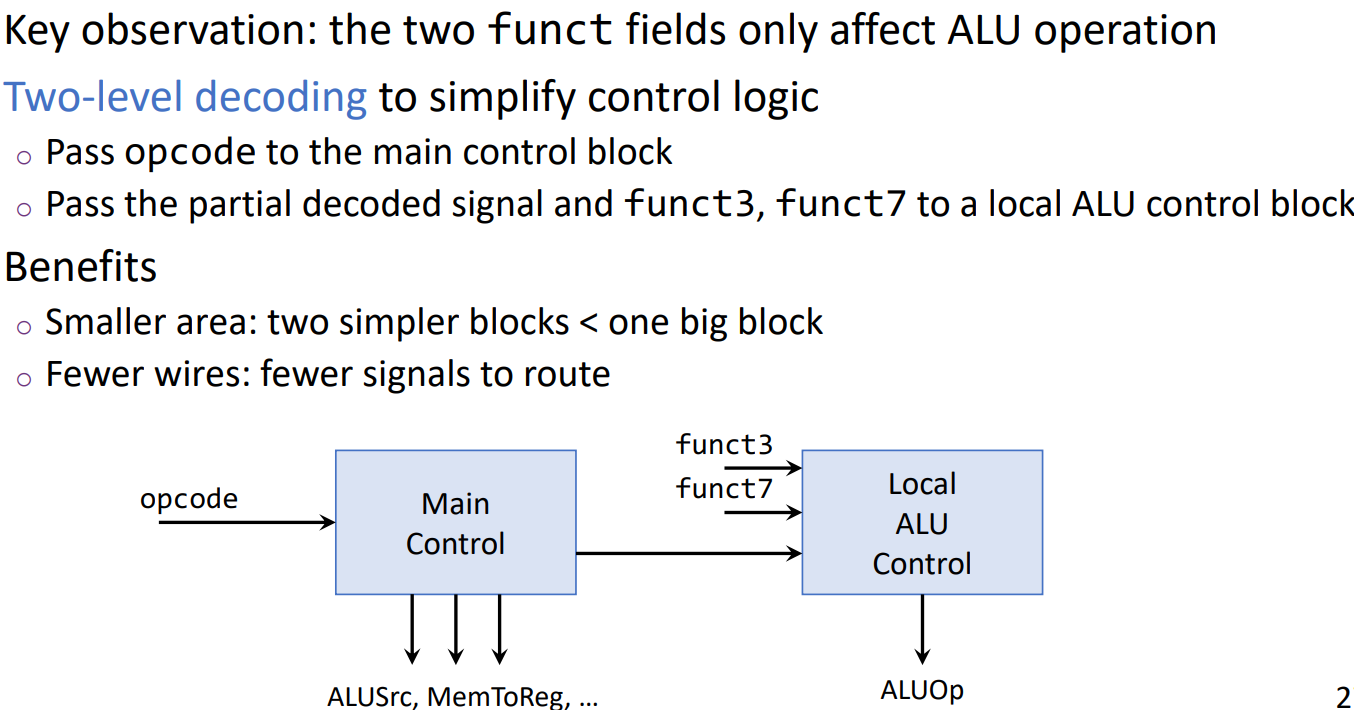 Key observation: the two funct fields only affect ALU operation
Two-level decoding to simplify control logic
○ Pass opcode to the main control block
○ Pass the partial decoded signal and funct3, funct7 to a local ALU control block
Benefits
○ Smaller area: two simpler blocks < one big block
○ Fewer wires: fewer signals to route
opcode
Main
Control
funct3
funct7
Local
ALU
Control
ALUSrc, MemToReg, …
ALUOp
2